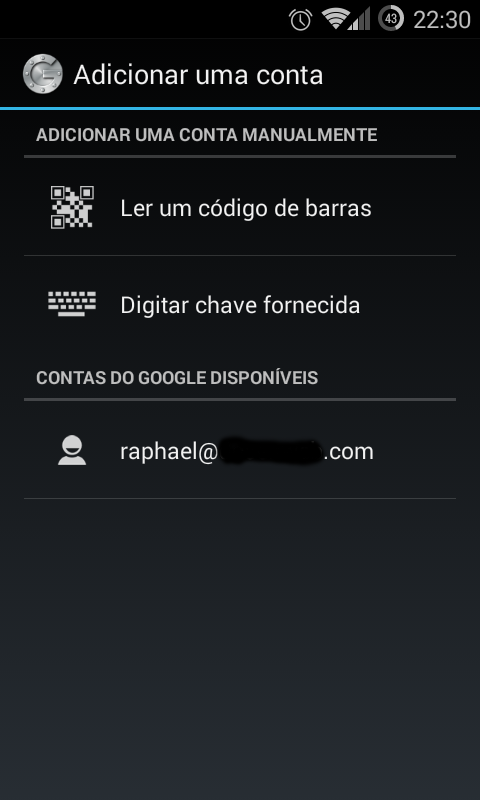 43 22:30
Adicionar uma conta
ADICIONAR UMA CONTA MANUALMENTE
Ler um código de barras
Digitar chave fornecida
CONTAS DO GOOGLE DISPONÍVEIS
raphael@ .com